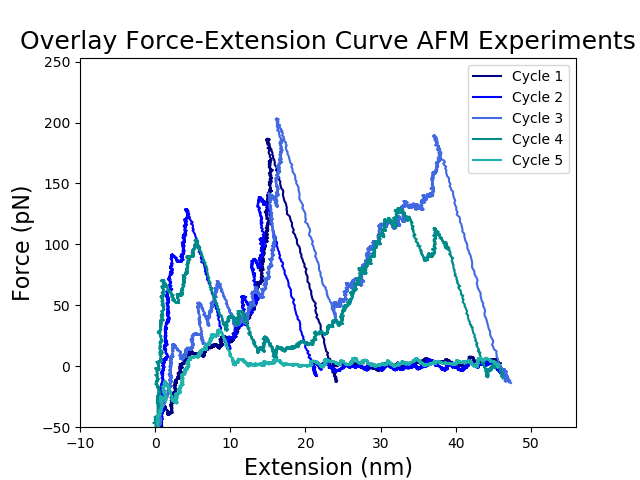 Overlay Force-Extension Curve AFM Experiments
Cycle 1
Cycle 2
Cycle 3
Cycle 4
Cycle 5
Force (pN)
250
200
150
100
50
0
−50
−10
0
10
20
30
40
50
Extension (nm)